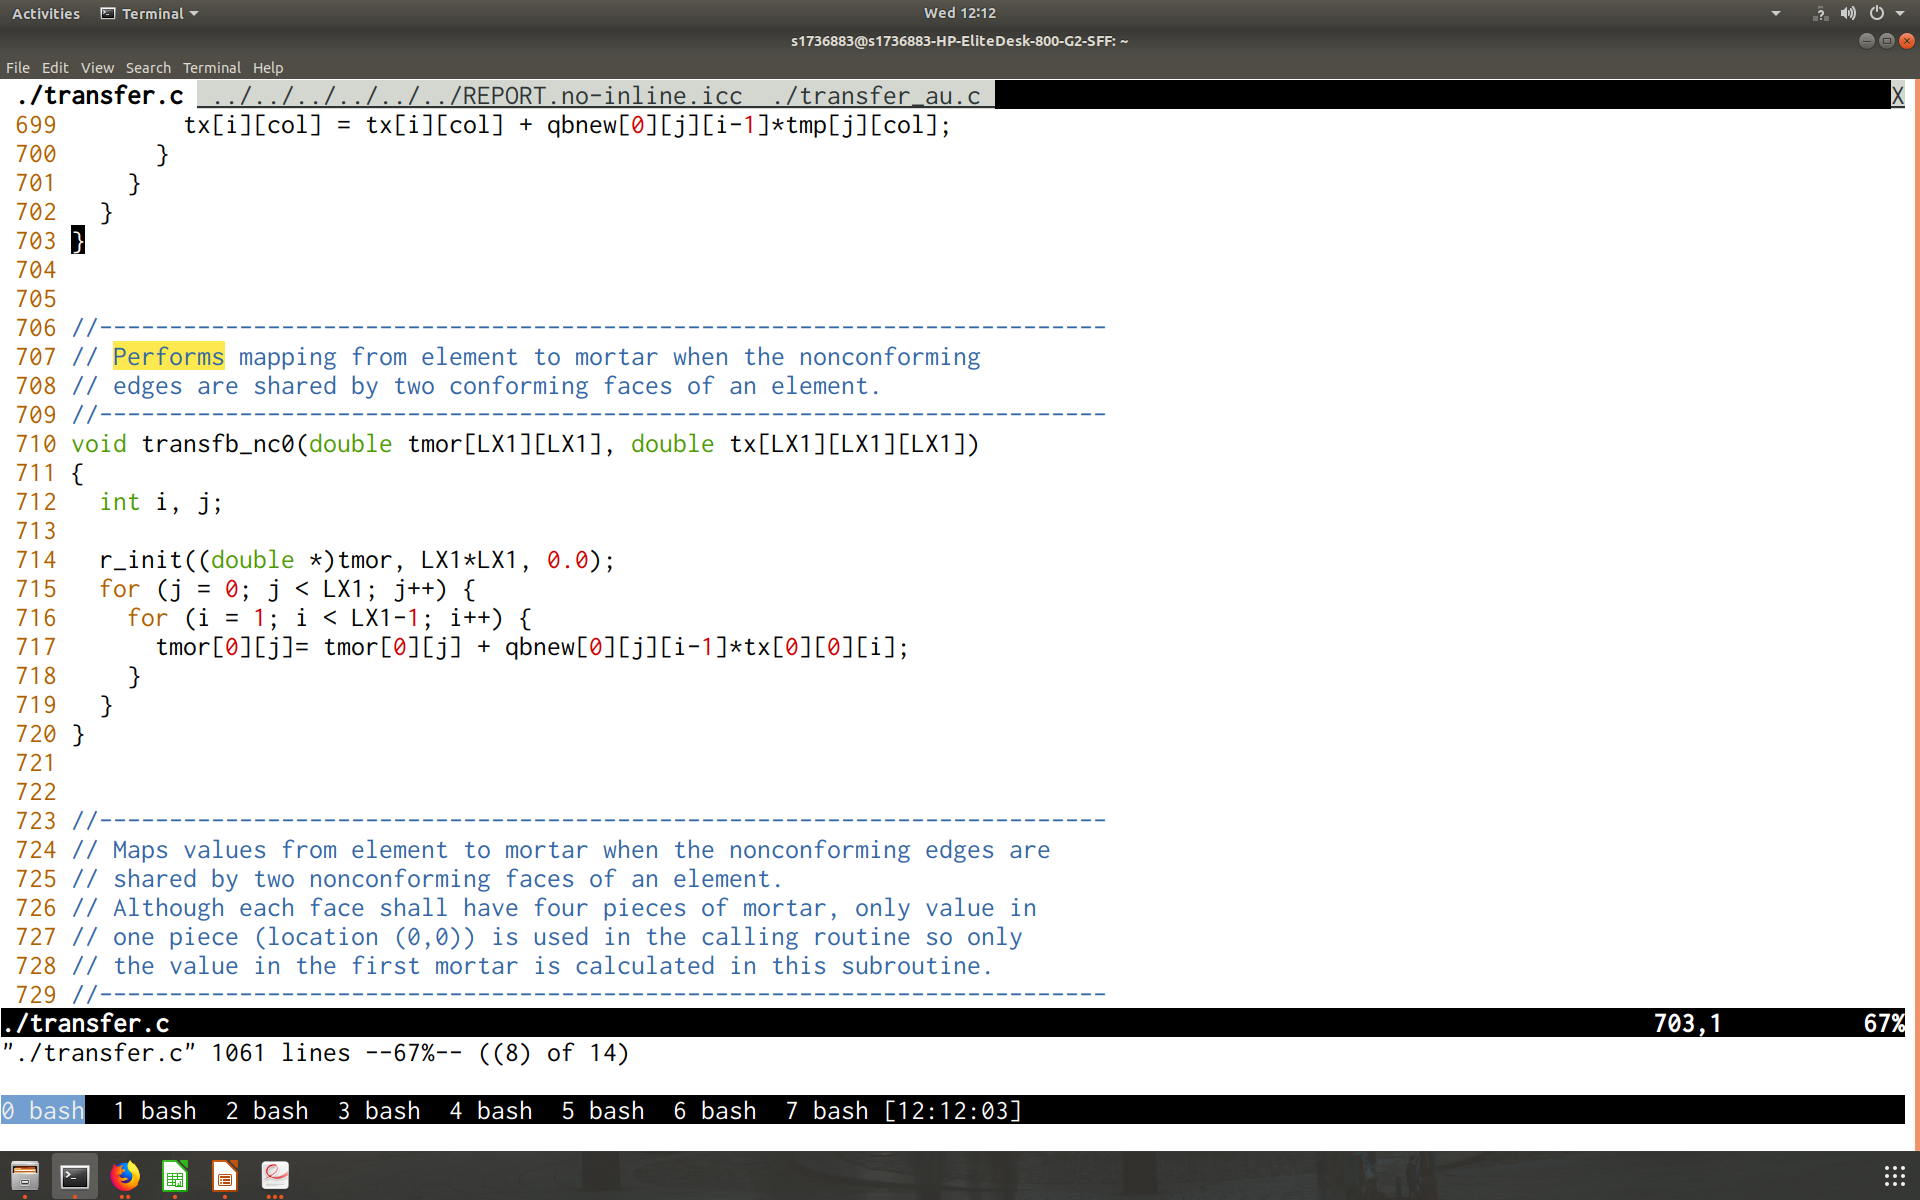 Activities Terminal Wed 12:12
s1736883@s1736883-HP-EliteDesk-800-G2-SFF: ~
File Edit View Search Terminal Help
./transfer.c ../../../../../../REPORT.no-inline.icc ./transfer_au.c X
699         tx[i][col] = tx[i][col] + qbnew[0][j][i-1]*tmp[j][col];
700       }
701     }
702   }
703 }
704
705
706 //------------------------------------------------------------------------
707 // Performs mapping from element to mortar when the nonconforming
708 // edges are shared by two conforming faces of an element.
709 //------------------------------------------------------------------------
710 void transfb_nc0(double tmor[LX1][LX1], double tx[LX1][LX1][LX1])
711 {
712   int i, j;
713
714   r_init((double *)tmor, LX1*LX1, 0.0);
715   for (j = 0; j < LX1; j++) {
716     for (i = 1; i < LX1-1; i++) {
717       tmor[0][j]= tmor[0][j] + qbnew[0][j][i-1]*tx[0][0][i];
718     }
719   }
720 }
721
722
723 //------------------------------------------------------------------------
724 // Maps values from element to mortar when the nonconforming edges are
725 // shared by two nonconforming faces of an element.
726 // Although each face shall have four pieces of mortar, only value in
727 // one piece (location (0,0)) is used in the calling routine so only
728 // the value in the first mortar is calculated in this subroutine.
729 //------------------------------------------------------------------------
./transfer.c 703,1 67%
"./transfer.c" 1061 lines --67%-- ((8) of 14)
0 bash  1 bash  2 bash  3 bash  4 bash  5 bash  6 bash  7 bash [12:12:03]